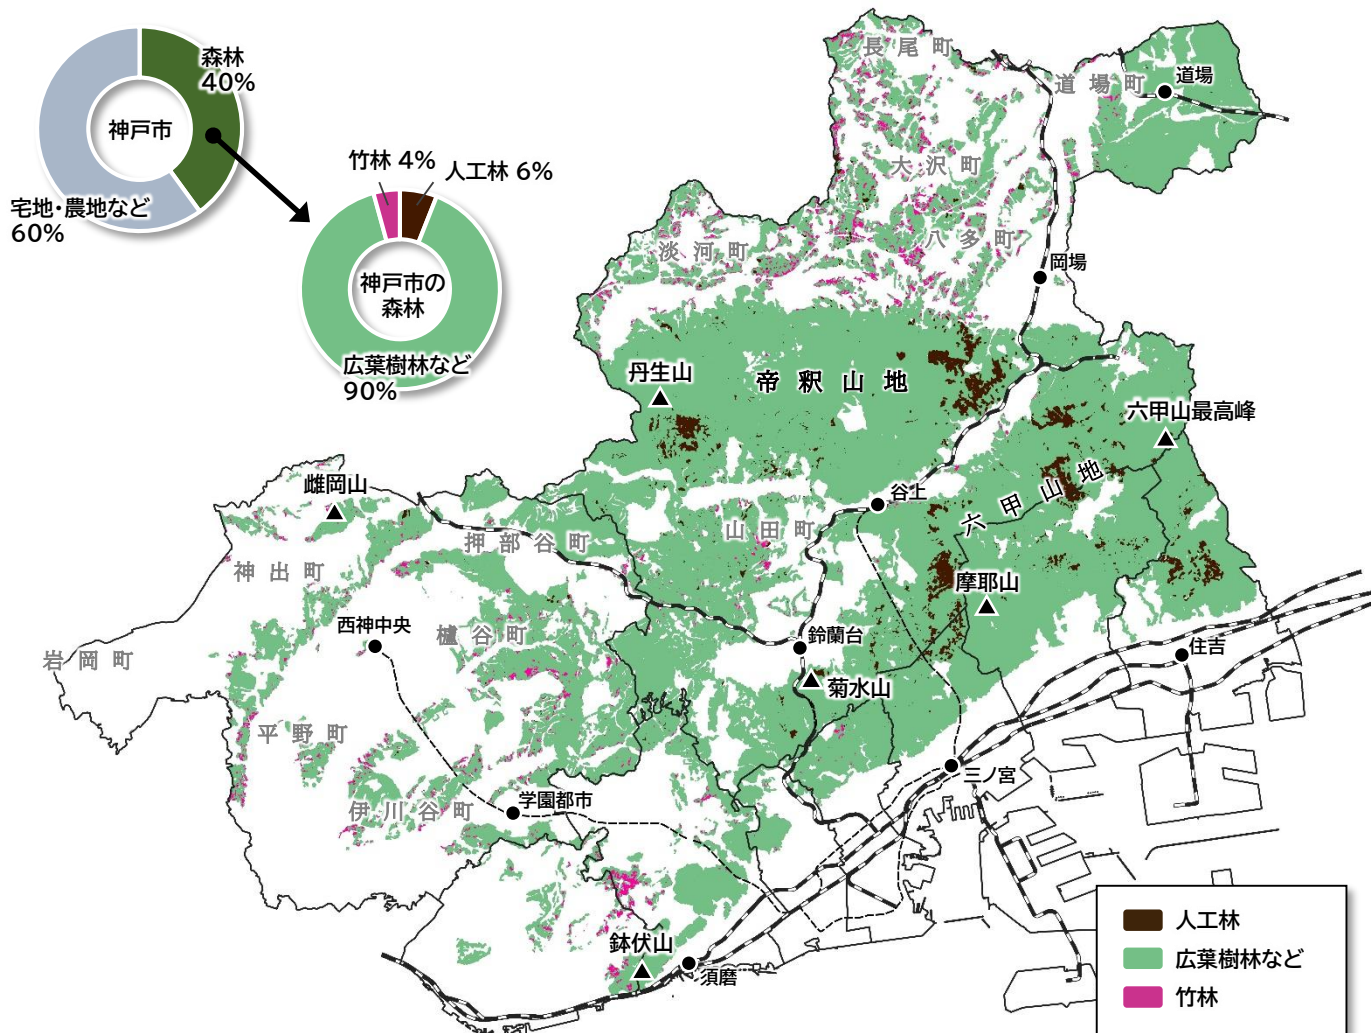 森林
40%
神戸市
宅地・農地など
60%
竹林 4%
人工林 6%
神戸市の
森林
広葉樹林など
90%
長尾町
道場町
道場
大沢町
淡河町
八多町
岡場
丹生山
帝釈山地
六甲山最高峰
雌岡山
谷上
六甲山地
山田町
押部谷町
神出町
摩耶山
西神中央
櫨谷町
鈴蘭台
住吉
岩岡町
菊水山
平野町
三ノ宮
学園都市
伊川谷町
鉢伏山
須磨
人工林
広葉樹林など
竹林